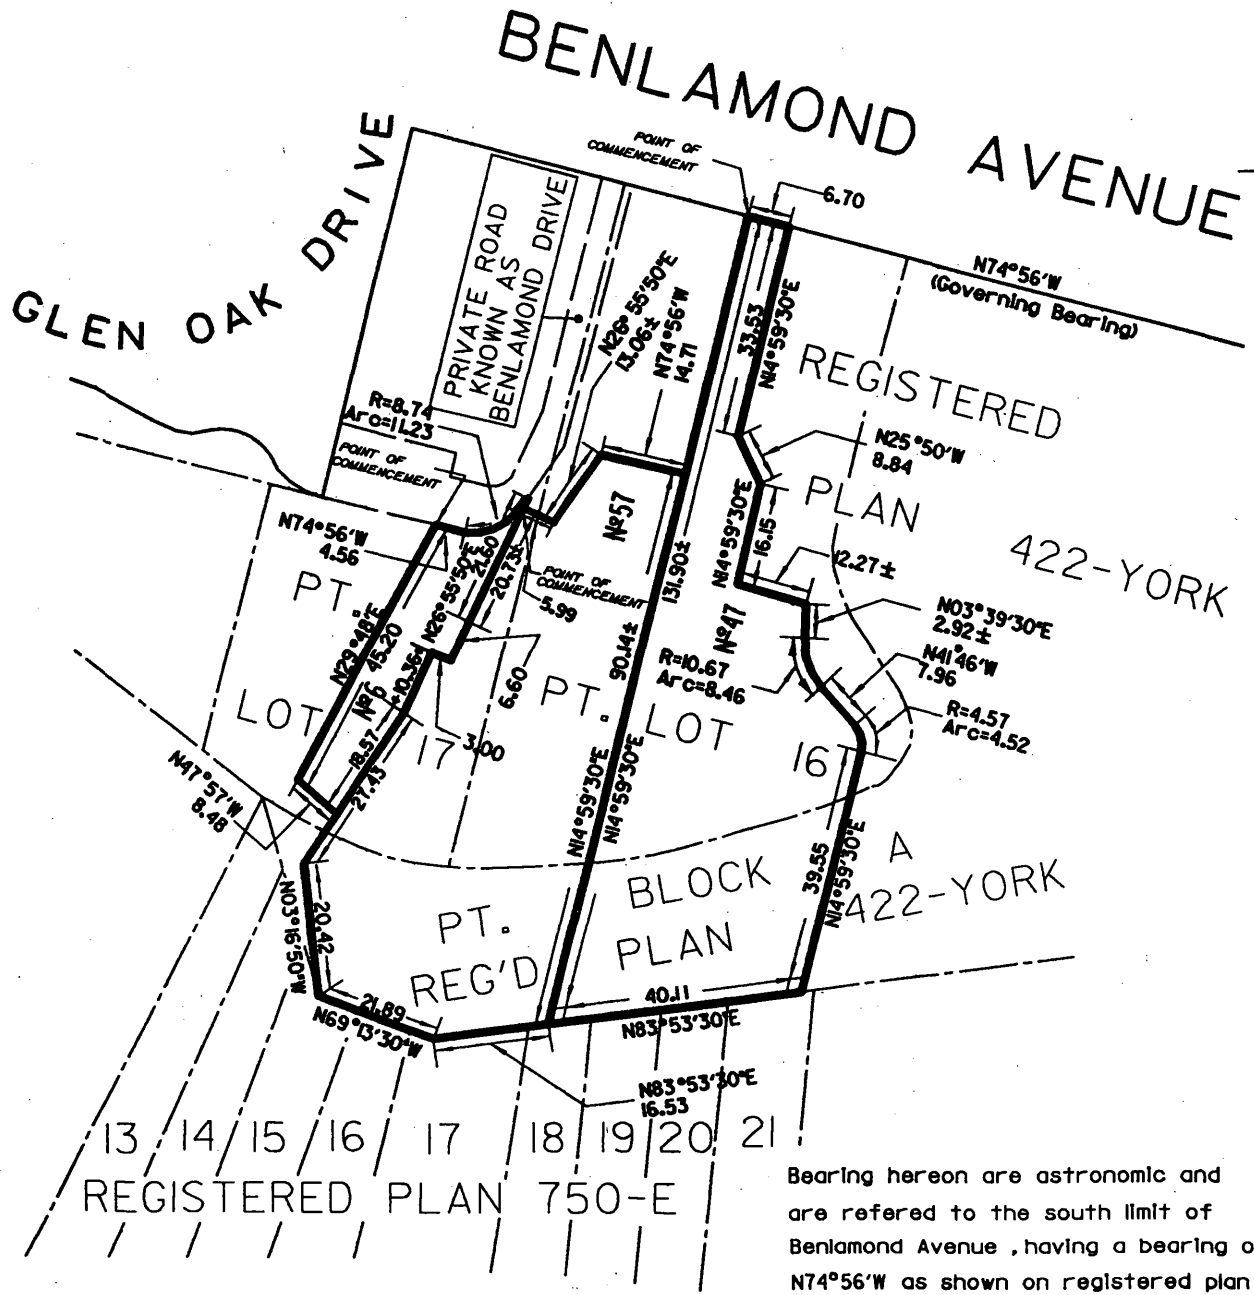 BENLAMOND AVENUE
GLEN OAK DRIVE
POINT OF
COMMENCEMENT
6.70
N74°56'W
(Governing Bearing)
PRIVATE ROAD
KNOWN AS
BENLAMOND DRIVE
N26°55'50"E
13.06±
N74°56'W
14.71
33.53
N14°59'30"E
REGISTERED
PLAN
422-YORK
R=8.74
Arc=11.23
POINT OF
COMMENCEMENT
N25°50'W
8.84
N74°56'W
4.56
№57
N14°59'30"E
16.15
12.27±
N26°55'50"E
21.60
20.73±
POINT OF
COMMENCEMENT
5.99
131.90±
90.14±
№47
N03°39'30"E
2.92±
N41°46'W
7.96
R=10.67
Arc=8.46
R=4.57
Arc=4.52
PT.
LOT
17
N29°48'E
45.20
№6
10.36±
18.57
27.43
6.60
3.00
PT.
LOT
16
N47°57'W
8.48
N14°59'30"E
N14°59'30"E
39.55
N14°59'30"E
BLOCK
A
PLAN
422-YORK
PT.
REG'D
N03°16'50"W
20.42
21.89
N69°13'30"W
40.11
N83°53'30"E
N83°53'30"E
16.53
13 14 15 16 17 18 19 20 21
REGISTERED PLAN 750-E
Bearing hereon are astronomic and
are refered to the south limit of
Benlamond Avenue , having a bearing o
N74°56'W as shown on registered plan